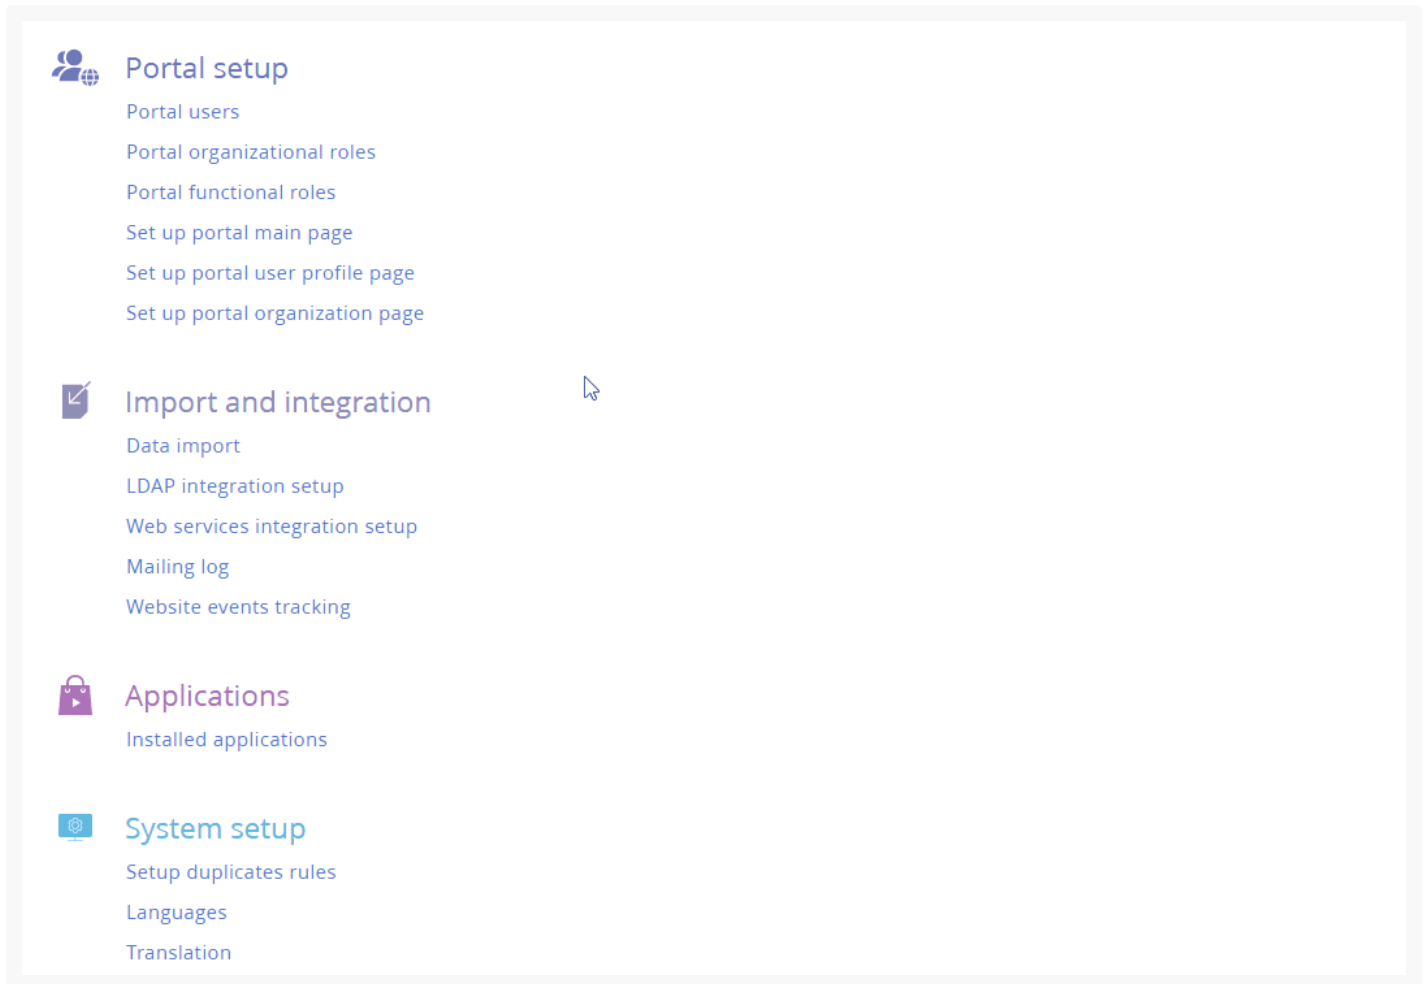 Portal setup
Portal users
Portal organizational roles
Portal functional roles
Set up portal main page
Set up portal user profile page
Set up portal organization page
Import and integration
Data import
LDAP integration setup
Web services integration setup
Mailing log
Website events tracking
Applications
Installed applications
System setup
Setup duplicates rules
Languages
Translation